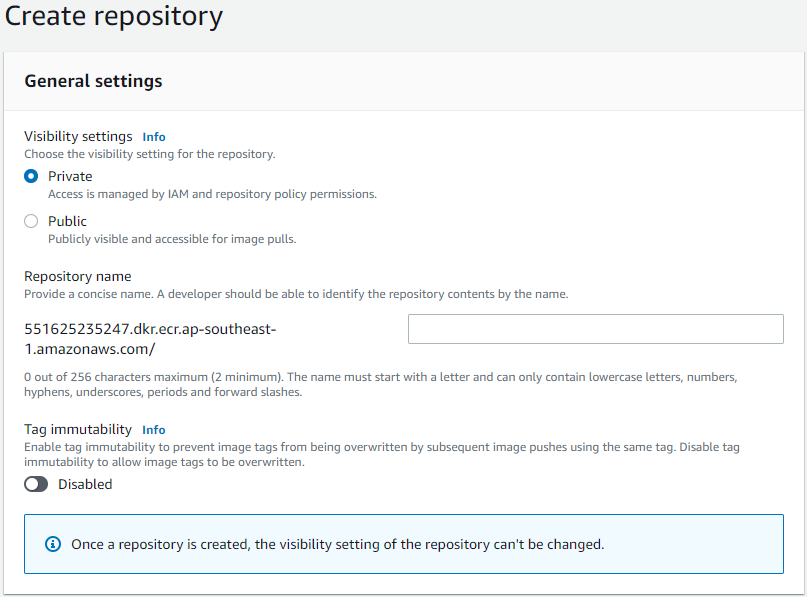 Create repository
General settings
Visibility settings Info
Choose the visibility setting for the repository.
Private
Access is managed by IAM and repository policy permissions.
Public
Publicly visible and accessible for image pulls.
Repository name
Provide a concise name. A developer should be able to identify the repository contents by the name.
551625235247.dkr.ecr.ap-southeast-
1.amazonaws.com/
0 out of 256 characters maximum (2 minimum). The name must start with a letter and can only contain lowercase letters, numbers,
hyphens, underscores, periods and forward slashes.
Tag immutability Info
Enable tag immutability to prevent image tags from being overwritten by subsequent image pushes using the same tag. Disable tag
immutability to allow image tags to be overwritten.
Disabled
Once a repository is created, the visibility setting of the repository can't be changed.